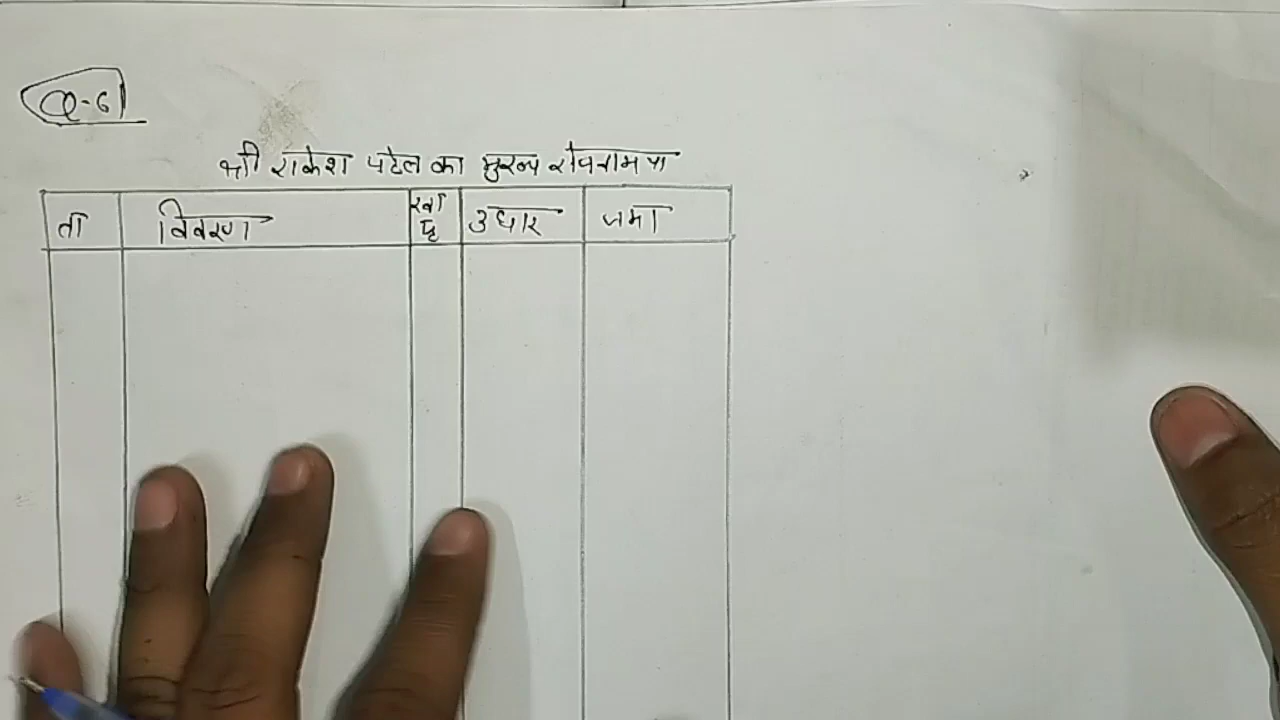 Q-6
श्री राकेश पटेल का मुख्य रोजनामचा
ता विवरण खा पृ उधार जमा